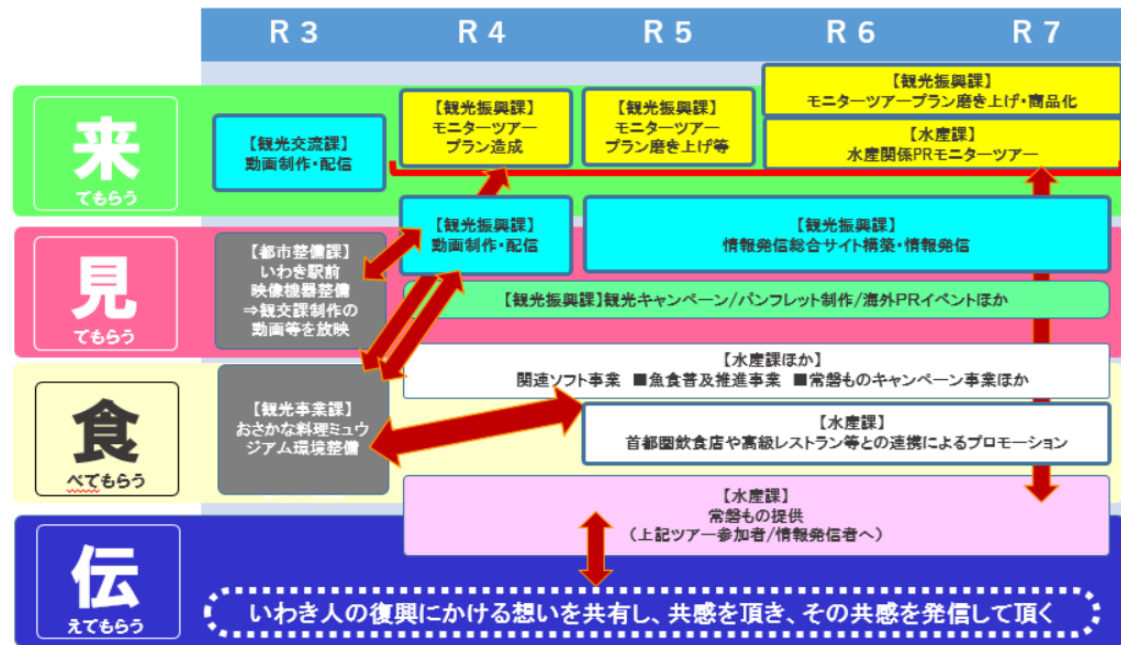 R3 R4 R5 R6 R7
来
てもらう
【観光交流課】
動画制作・配信
【観光振興課】
モニターツアー
プラン造成
【観光振興課】
モニターツアー
プラン磨き上げ等
【観光振興課】
モニターツアープラン磨き上げ・商品化
【水産課】
水産関係PRモニターツアー
見
てもらう
【都市整備課】
いわき駅前
映像機器整備
⇒観交課制作の
動画等を放映
【観光振興課】
動画制作・配信
【観光振興課】
情報発信総合サイト構築・情報発信
【観光振興課】観光キャンペーン/パンフレット制作/海外PRイベントほか
食
べてもらう
【観光事業課】
おさかな料理ミュウ
ジアム環境整備
【水産課ほか】
関連ソフト事業 ■魚食普及推進事業 ■常磐ものキャンペーン事業ほか
【水産課】
首都圏飲食店や高級レストラン等との連携によるプロモーション
【水産課】
常磐もの提供
（上記ツアー参加者/情報発信者へ）
伝
えてもらう
いわき人の復興にかける想いを共有し、共感を頂き、その共感を発信して頂く